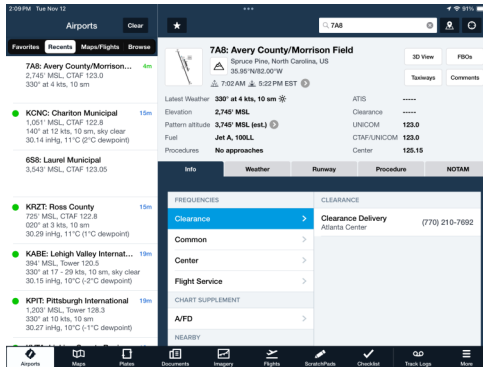 2:09 PM Tue Nov 12
91%
Airports
Clear
7A8
Favorites Recents Maps/Flights Browse
7A8: Avery County/Morrison... 4m
2,745' MSL, CTAF 123.0
330° at 4 kts, 10 sm
KCNC: Chariton Municipal 15m
1,051' MSL, CTAF 122.8
140° at 12 kts, 10 sm, sky clear
30.14 inHg, 11°C (2°C dewpoint)
6S8: Laurel Municipal
3,543' MSL, CTAF 123.05
KRZT: Ross County 15m
725' MSL, CTAF 122.8
020° at 3 kts, 10 sm
30.29 inHg, 11°C (1°C dewpoint)
KABE: Lehigh Valley Internat... 19m
394' MSL, Tower 120.5
330° at 17 - 29 kts, 10 sm, sky clear
30.15 inHg, 10°C (-2°C dewpoint)
KPIT: Pittsburgh International 19m
1,203' MSL, Tower 128.3
330° at 10 kts, 10 sm
30.27 inHg, 10°C (-1°C dewpoint)
7A8: Avery County/Morrison Field
Spruce Pine, North Carolina, US
35.95°N/82.00°W
7:02 AM 5:22 PM EST
3D View
FBOs
Taxiways
Comments
Latest Weather 330° at 4 kts, 10 sm
ATIS -----
Elevation 2,745' MSL
Clearance -----
Pattern altitude 3,745' MSL (est.)
UNICOM 123.0
Fuel Jet A, 100LL
CTAF/UNICOM 123.0
Procedures No approaches
Center 125.15
Info Weather Runway Procedure NOTAM
FREQUENCIES
Clearance
Common
Center
Flight Service
CHART SUPPLEMENT
A/FD
NEARBY
CLEARANCE
Clearance Delivery (770) 210-7692
Atlanta Center
Airports Maps Plates Documents Imagery Flights ScratchPads Checklist Track Logs More